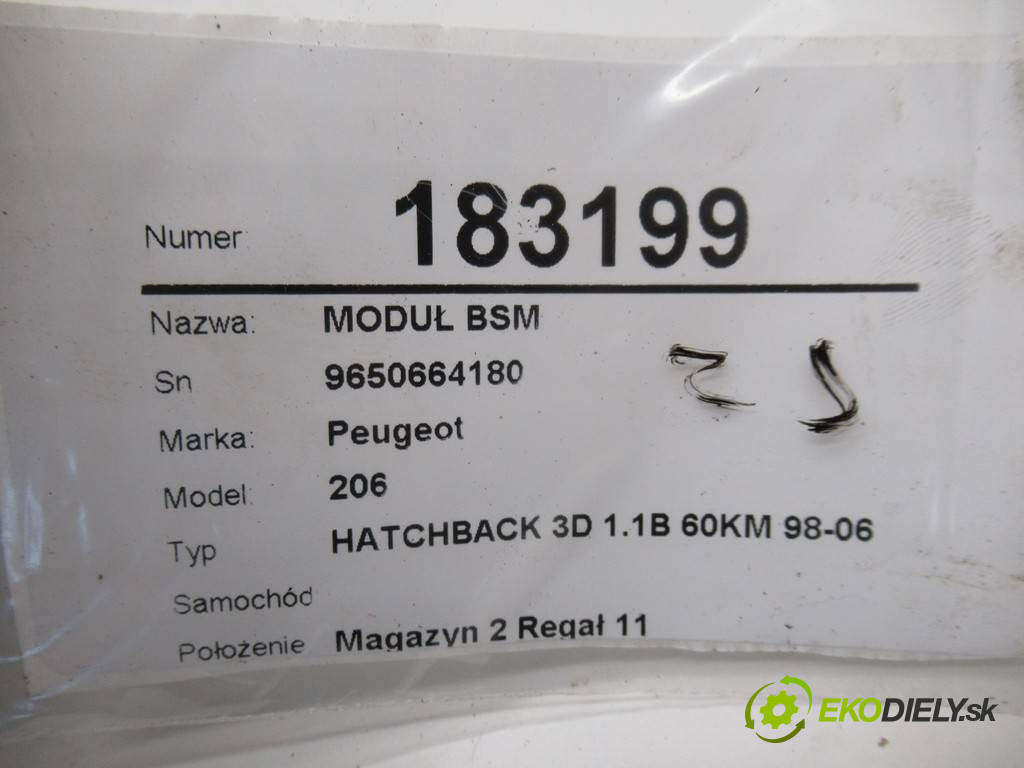 Numer: 183199
Nazwa: MODUŁ BSM
Sn 9650664180
Marka: Peugeot
Model: 206
Typ HATCHBACK 3D 1.1B 60KM 98-06
Samochód
Położenie Magazyn 2 Regał 11
EKODIELY.sk